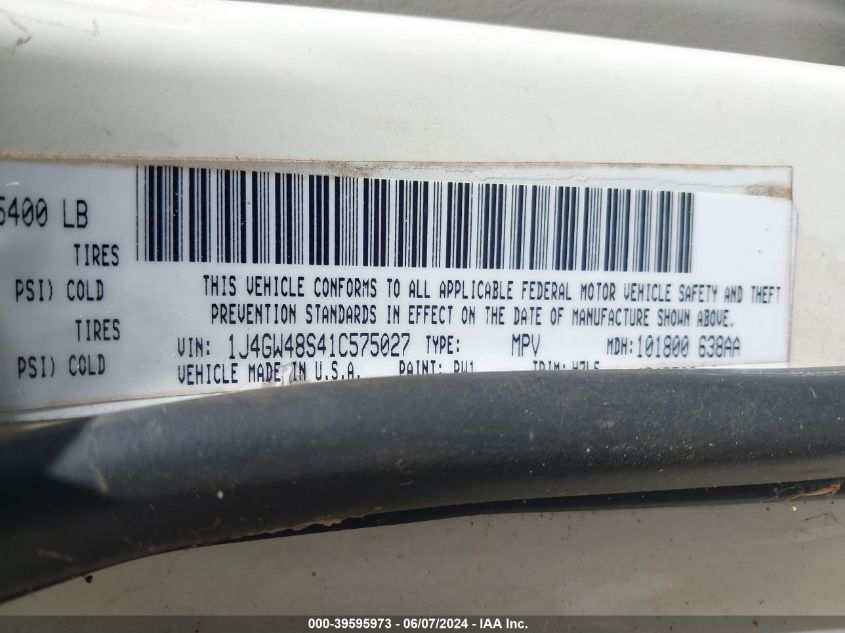 5400 LB
TIRES
PSI) COLD
TIRES
PSI) COLD
THIS VEHICLE CONFORMS TO ALL APPLICABLE FEDERAL MOTOR VEHICLE SAFETY AND THEFT
PREVENTION STANDARDS IN EFFECT ON THE DATE OF MANUFACTURE SHOWN ABOVE.
VIN: 1J4GW48S41C575027 TYPE: MPV MDH:101800 638AA
VEHICLE MADE IN U.S.A. PAINT: PW1 TRIM:
000-39595973 - 06/07/2024 - IAA Inc.